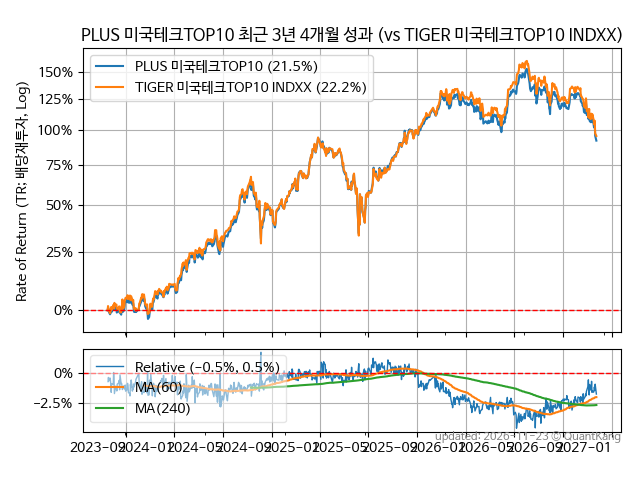 PLUS 미국테크TOP10 최근 3년 4개월 성과 (vs TIGER 미국테크TOP10 INDXX)
PLUS 미국테크TOP10 (21.5%)
TIGER 미국테크TOP10 INDXX (22.2%)
Rate of Return (TR; 배당재투자, Log)
150%
125%
100%
75%
50%
25%
0%
Relative (−0.5%, 0.5%)
MA(60)
MA(240)
0%
−2.5%
2023-09 2024-01 2024-05 2024-09 2025-01 2025-05 2025-09 2026-01 2026-05 2026-09 2027-01
updated: 2026-11-23 © QuantKang